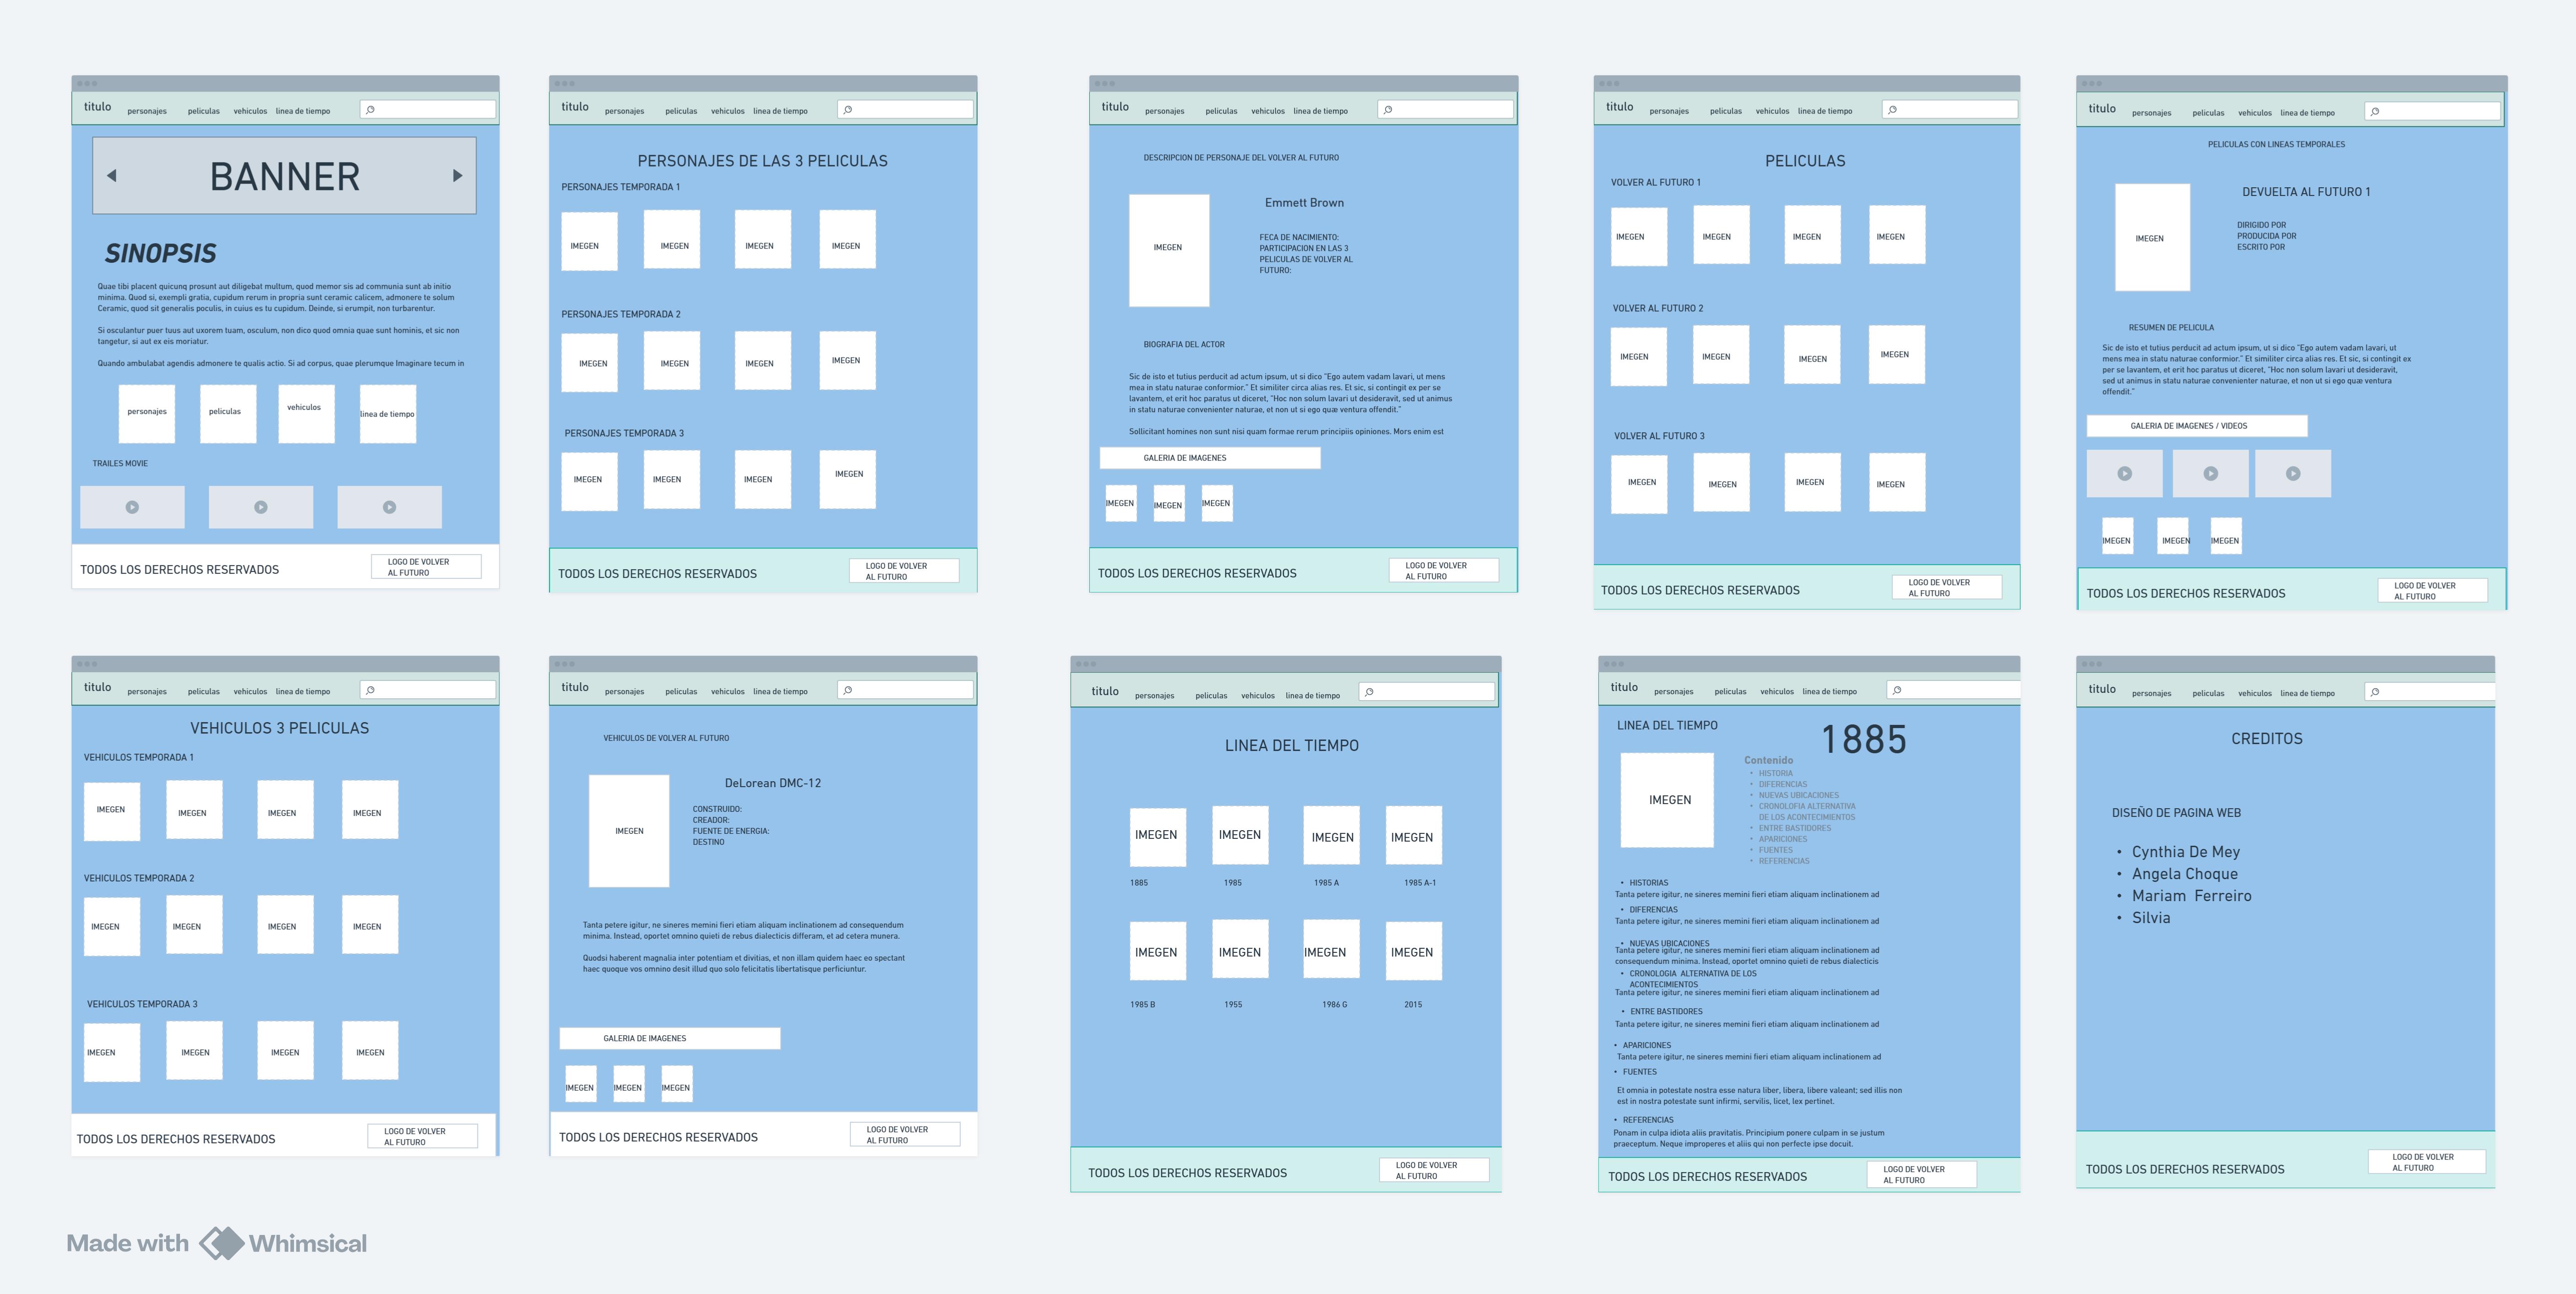 titulo personajes peliculas vehiculos linea de tiempo
BANNER
SINOPSIS
Quae tibi placent quicunq prosunt aut diligebat multum, quod memor sis ad communia sunt ab initio
minima. Quod si, exempli gratia, cupidum rerum in propria sunt ceramic calicem, admonere te solum
Ceramic, quod sit generalis poculis, in cuius es tu cupidum. Deinde, si erumpit, non turbarentur.
Si osculantur puer tuus aut uxorem tuam, osculum, non dico quod omnia quae sunt hominis, et sic non
tangetur, si aut ex eis moriatur.
Quando ambulabat agendis admonere te qualis actio. Si ad corpus, quae plerumque Imaginare tecum in
personajes peliculas vehiculos linea de tiempo
TRAILES MOVIE
TODOS LOS DERECHOS RESERVADOS
LOGO DE VOLVER
AL FUTURO
titulo personajes peliculas vehiculos linea de tiempo
PERSONAJES DE LAS 3 PELICULAS
PERSONAJES TEMPORADA 1
IMEGEN IMEGEN IMEGEN IMEGEN
PERSONAJES TEMPORADA 2
IMEGEN IMEGEN IMEGEN IMEGEN
PERSONAJES TEMPORADA 3
IMEGEN IMEGEN IMEGEN IMEGEN
TODOS LOS DERECHOS RESERVADOS
LOGO DE VOLVER
AL FUTURO
titulo personajes peliculas vehiculos linea de tiempo
DESCRIPCION DE PERSONAJE DEL VOLVER AL FUTURO
IMEGEN
Emmett Brown
FECA DE NACIMIENTO:
PARTICIPACION EN LAS 3
PELICULAS DE VOLVER AL
FUTURO:
BIOGRAFIA DEL ACTOR
Sic de isto et tutius perducit ad actum ipsum, ut si dico "Ego autem vadam lavari, ut mens
mea in statu naturae conformior." Et similiter circa alias res. Et sic, si contingit ex per se
lavantem, et erit hoc paratus ut diceret, "Hoc non solum lavari ut desideravit, sed ut animus
in statu naturae convenienter naturae, et non ut si ego quæ ventura offendit."
Sollicitant homines non sunt nisi quam formae rerum principiis opiniones. Mors enim est
GALERIA DE IMAGENES
IMEGEN IMEGEN IMEGEN
TODOS LOS DERECHOS RESERVADOS
LOGO DE VOLVER
AL FUTURO
titulo personajes peliculas vehiculos linea de tiempo
PELICULAS
VOLVER AL FUTURO 1
IMEGEN IMEGEN IMEGEN IMEGEN
VOLVER AL FUTURO 2
IMEGEN IMEGEN IMEGEN IMEGEN
VOLVER AL FUTURO 3
IMEGEN IMEGEN IMEGEN IMEGEN
TODOS LOS DERECHOS RESERVADOS
LOGO DE VOLVER
AL FUTURO
titulo personajes peliculas vehiculos linea de tiempo
PELICULAS CON LINEAS TEMPORALES
IMEGEN
DEVUELTA AL FUTURO 1
DIRIGIDO POR
PRODUCIDA POR
ESCRITO POR
RESUMEN DE PELICULA
Sic de isto et tutius perducit ad actum ipsum, ut si dico "Ego autem vadam lavari, ut
mens mea in statu naturae conformior." Et similiter circa alias res. Et sic, si contingit ex
per se lavantem, et erit hoc paratus ut diceret, "Hoc non solum lavari ut desideravit,
sed ut animus in statu naturae convenienter naturae, et non ut si ego quæ ventura
offendit."
GALERIA DE IMAGENES / VIDEOS
IMEGEN IMEGEN IMEGEN
TODOS LOS DERECHOS RESERVADOS
LOGO DE VOLVER
AL FUTURO
titulo personajes peliculas vehiculos linea de tiempo
VEHICULOS 3 PELICULAS
VEHICULOS TEMPORADA 1
IMEGEN IMEGEN IMEGEN IMEGEN
VEHICULOS TEMPORADA 2
IMEGEN IMEGEN IMEGEN IMEGEN
VEHICULOS TEMPORADA 3
IMEGEN IMEGEN IMEGEN IMEGEN
TODOS LOS DERECHOS RESERVADOS
LOGO DE VOLVER
AL FUTURO
titulo personajes peliculas vehiculos linea de tiempo
VEHICULOS DE VOLVER AL FUTURO
IMEGEN
DeLorean DMC-12
CONSTRUIDO:
CREADOR:
FUENTE DE ENERGIA:
DESTINO
Tanta petere igitur, ne sineres memini fieri etiam aliquam inclinationem ad consequendum
minima. Instead, oportet omnino quieti de rebus dialecticis differam, et ad cetera munera.
Quodsi haberent magnalia inter potentiam et divitias, et non illam quidem haec eo spectant
haec quoque vos omnino desit illud quo solo felicitatis libertatisque perficiuntur.
GALERIA DE IMAGENES
IMEGEN IMEGEN IMEGEN
TODOS LOS DERECHOS RESERVADOS
LOGO DE VOLVER
AL FUTURO
titulo personajes peliculas vehiculos linea de tiempo
LINEA DEL TIEMPO
IMEGEN IMEGEN IMEGEN IMEGEN
1885 1985 1985 A 1985 A-1
IMEGEN IMEGEN IMEGEN IMEGEN
1985 B 1955 1986 G 2015
TODOS LOS DERECHOS RESERVADOS
LOGO DE VOLVER
AL FUTURO
titulo personajes peliculas vehiculos linea de tiempo
LINEA DEL TIEMPO
1885
IMEGEN
Contenido
• HISTORIA
• DIFERENCIAS
• NUEVAS UBICACIONES
• CRONOLOFIA ALTERNATIVA
DE LOS ACONTECIMIENTOS
• ENTRE BASTIDORES
• APARICIONES
• FUENTES
• REFERENCIAS
• HISTORIAS
Tanta petere igitur, ne sineres memini fieri etiam aliquam inclinationem ad
• DIFERENCIAS
Tanta petere igitur, ne sineres memini fieri etiam aliquam inclinationem ad
• NUEVAS UBICACIONES
Tanta petere igitur, ne sineres memini fieri etiam aliquam inclinationem ad
consequendum minima. Instead, oportet omnino quieti de rebus dialecticis
• CRONOLOGIA ALTERNATIVA DE LOS
ACONTECIMIENTOS
Tanta petere igitur, ne sineres memini fieri etiam aliquam inclinationem ad
• ENTRE BASTIDORES
Tanta petere igitur, ne sineres memini fieri etiam aliquam inclinationem ad
• APARICIONES
Tanta petere igitur, ne sineres memini fieri etiam aliquam inclinationem ad
• FUENTES
Et omnia in potestate nostra esse natura liber, libera, libere valeant; sed illis non
est in nostra potestate sunt infirmi, servilis, licet, lex pertinet.
• REFERENCIAS
Ponam in culpa idiota aliis pravitatis. Principium ponere culpam in se justum
praeceptum. Neque improperes et aliis qui non perfecte ipse docuit.
TODOS LOS DERECHOS RESERVADOS
LOGO DE VOLVER
AL FUTURO
titulo personajes peliculas vehiculos linea de tiempo
CREDITOS
DISEÑO DE PAGINA WEB
• Cynthia De Mey
• Angela Choque
• Mariam Ferreiro
• Silvia
TODOS LOS DERECHOS RESERVADOS
LOGO DE VOLVER
AL FUTURO
Made with Whimsical